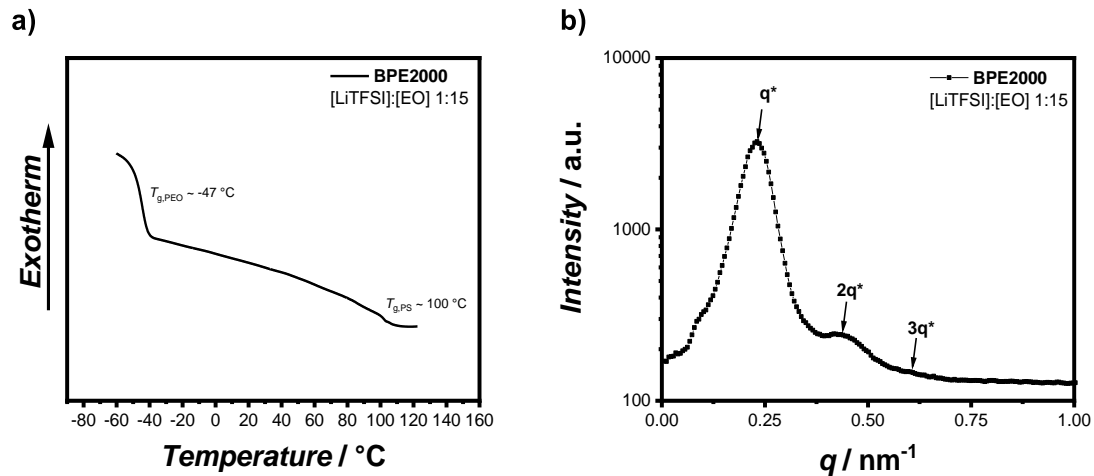 a)
BPE2000
[LiTFSI]:[EO] 1:15
Exotherm
Tg,PEO ~ -47 °C
Tg,PS ~ 100 °C
-80 -60 -40 -20 0 20 40 60 80 100 120 140 160
Temperature / °C
b)
10000
1000
100
Intensity / a.u.
BPE2000
[LiTFSI]:[EO] 1:15
q*
2q*
3q*
0.00 0.25 0.50 0.75 1.00
q / nm-1